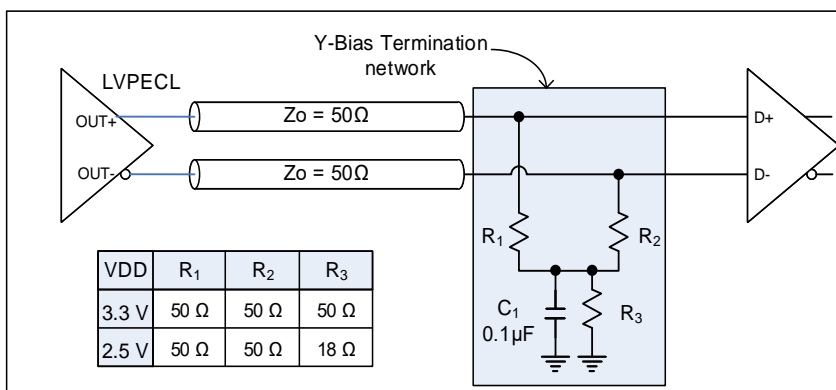 Y-Bias Termination
network
LVPECL
OUT+
Zo = 50Ω
D+
OUT-
Zo = 50Ω
D-
R1
R2
VDD R1 R2 R3
3.3 V 50 Ω 50 Ω 50 Ω
2.5 V 50 Ω 50 Ω 18 Ω
C1
0.1µF
R3